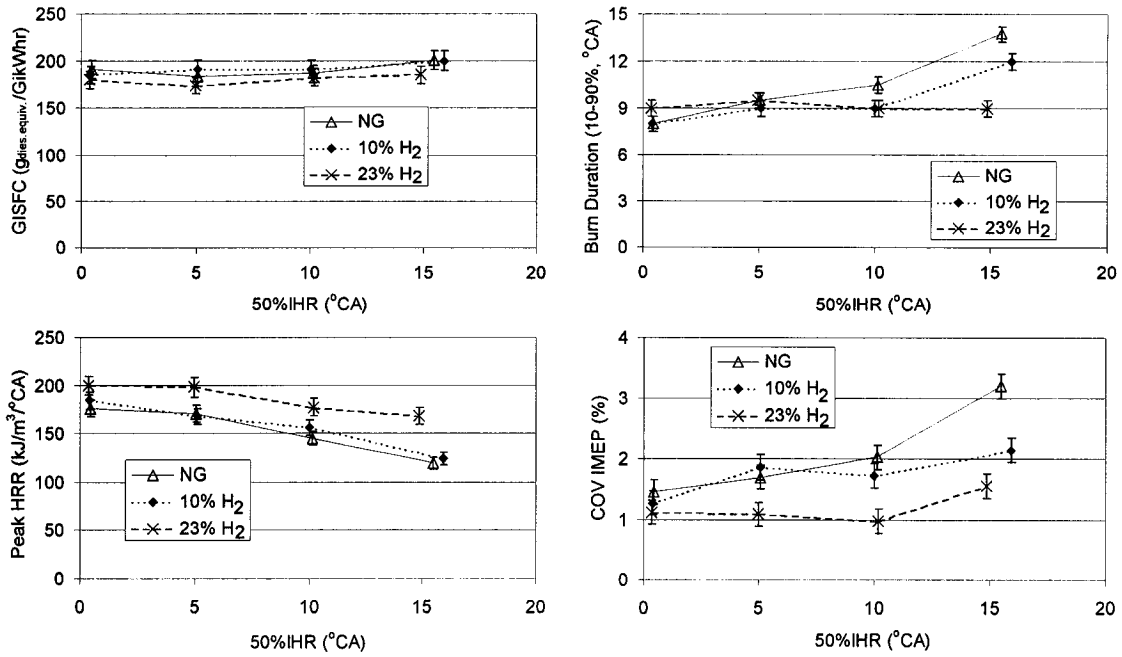 GISFC (gdies.equiv./GikWhr)
250
200
150
100
50
0
NG
10% H2
23% H2
0 5 10 15 20
50%IHR (°CA)
Burn Duration (10-90%, °CA)
15
12
9
6
3
0
NG
10% H2
23% H2
0 5 10 15 20
50%IHR (°CA)
Peak HRR (kJ/m³/°CA)
250
200
150
100
50
0
NG
10% H2
23% H2
0 5 10 15 20
50%IHR (°CA)
COV IMEP (%)
4
3
2
1
0
NG
10% H2
23% H2
0 5 10 15 20
50%IHR (°CA)